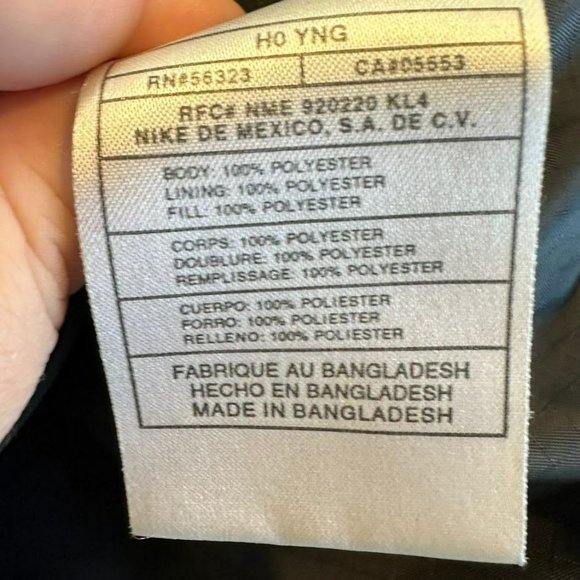 HO YNG
RN#56323 CA#05553
RFC# NME 920220 KL4
NIKE DE MEXICO, S.A. DE C.V.
BODY: 100% POLYESTER
LINING: 100% POLYESTER
FILL: 100% POLYESTER
CORPS: 100% POLYESTER
DOUBLURE: 100% POLYESTER
REMPLISSAGE: 100% POLYESTER
CUERPO: 100% POLIESTER
FORRO: 100% POLIESTER
RELLENO: 100% POLIESTER
FABRIQUE AU BANGLADESH
HECHO EN BANGLADESH
MADE IN BANGLADESH